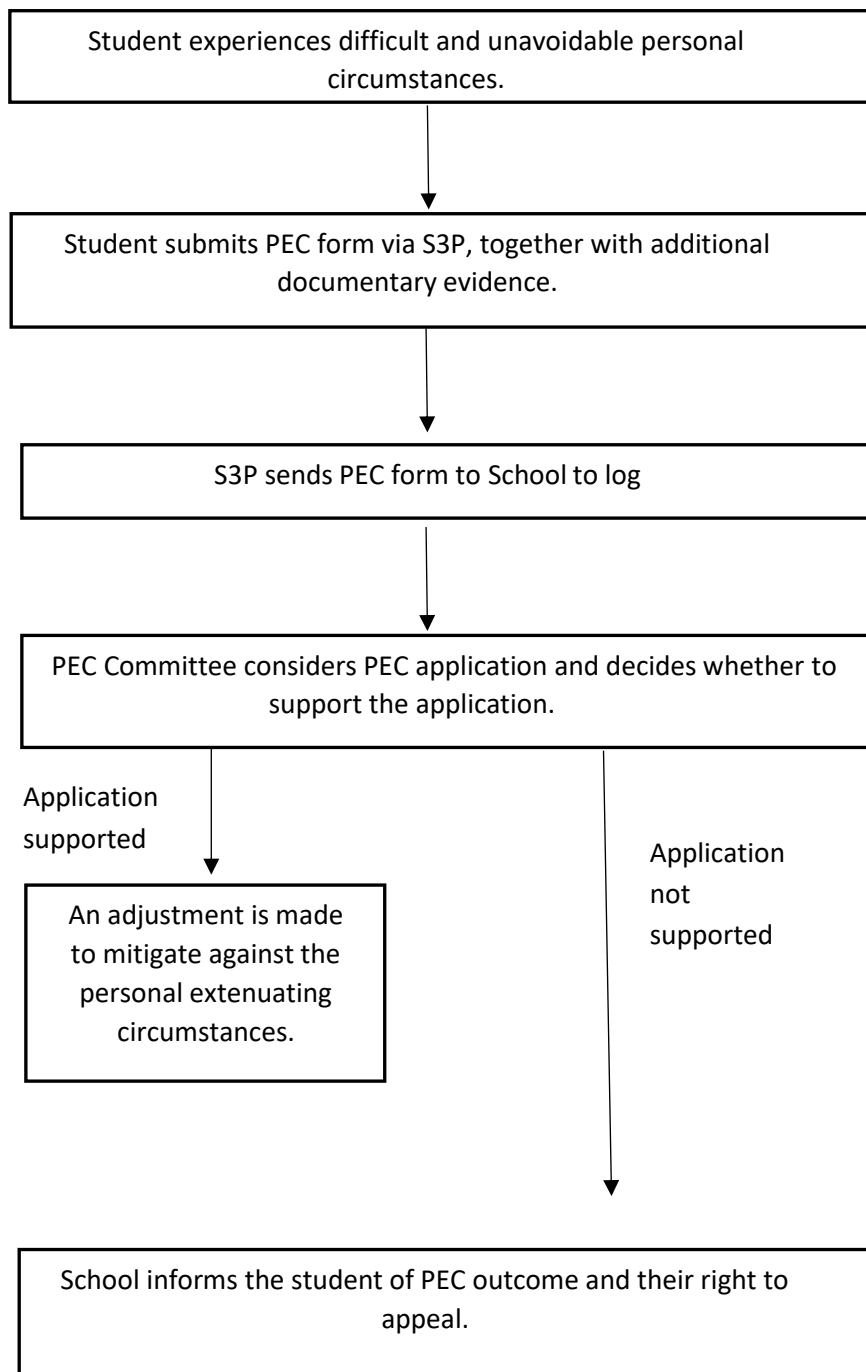 Student experiences difficult and unavoidable personal
circumstances.
Student submits PEC form via S3P, together with additional
documentary evidence.
S3P sends PEC form to School to log
PEC Committee considers PEC application and decides whether to
support the application.
Application
supported
Application
not
supported
An adjustment is made
to mitigate against the
personal extenuating
circumstances.
School informs the student of PEC outcome and their right to
appeal.